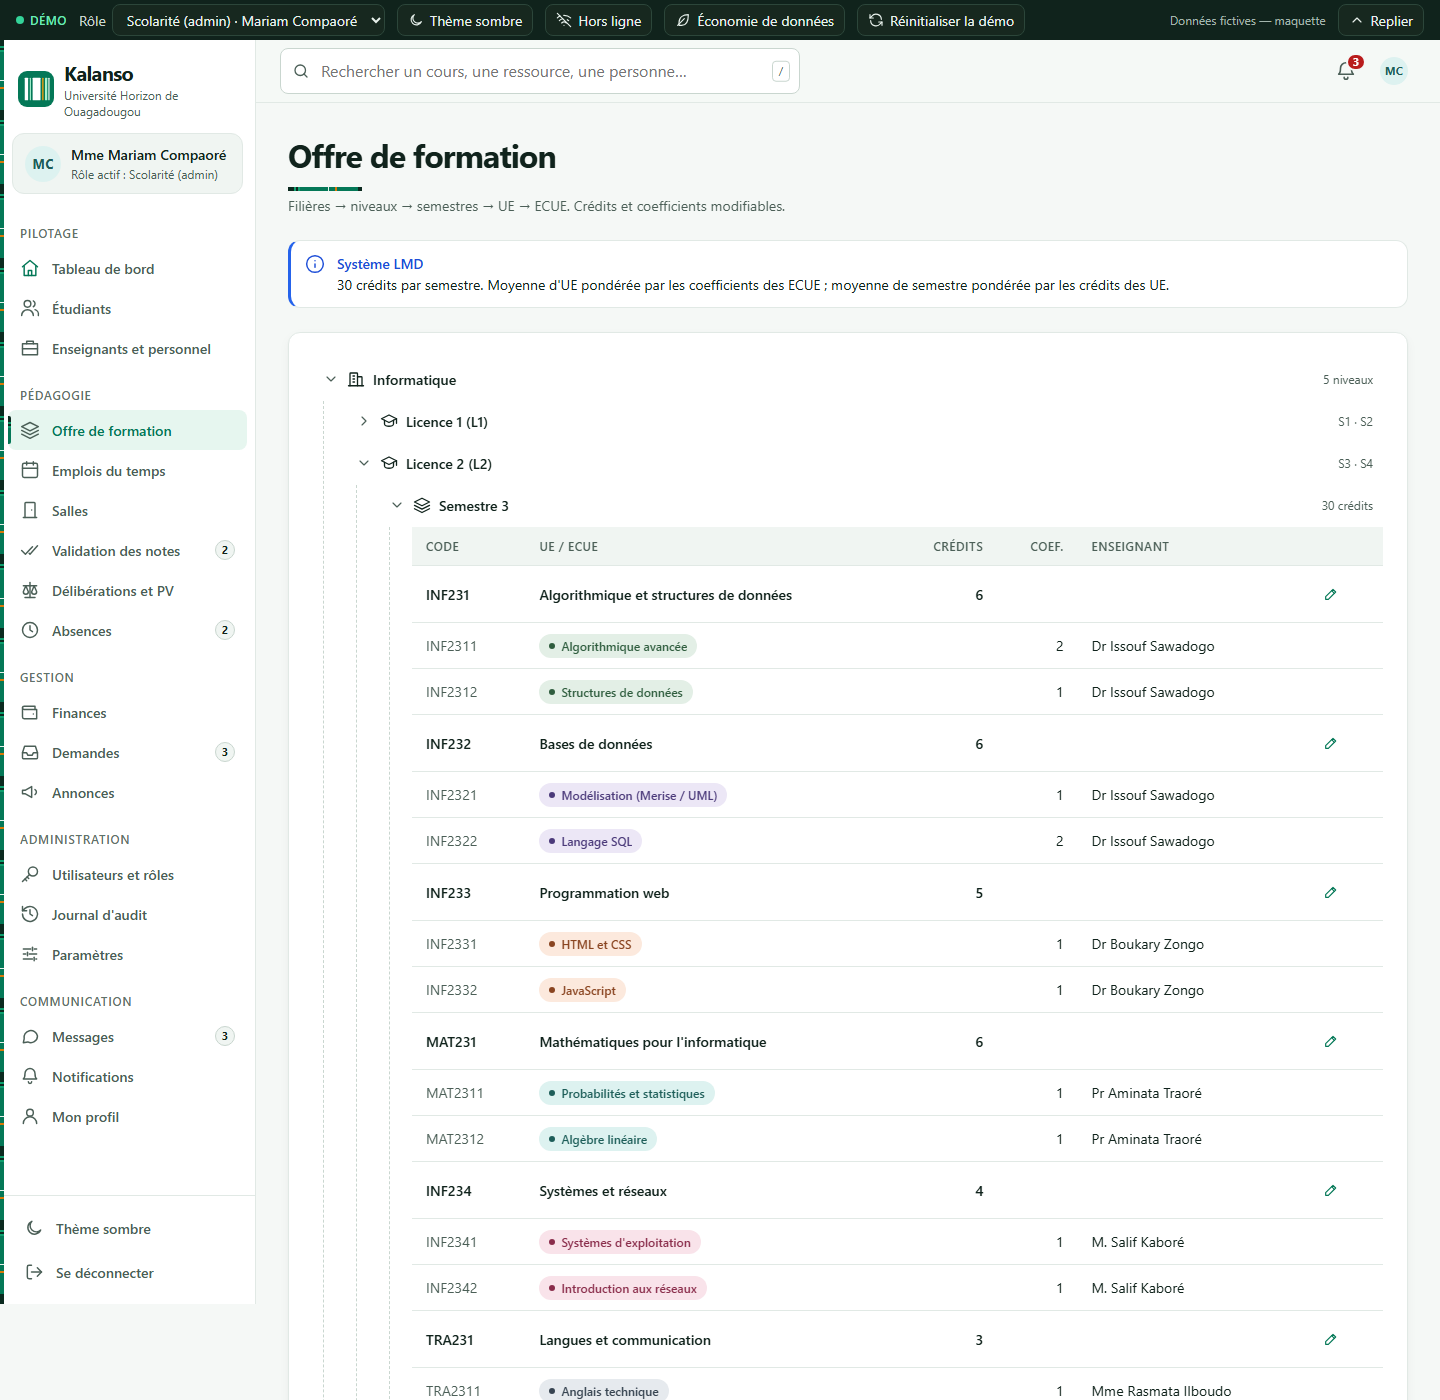 DÉMO Rôle Scolarité (admin) · Mariam Compaoré Thème sombre Hors ligne Économie de données Réinitialiser la démo Données fictives — maquette Replier
Kalanso
Université Horizon de
Ouagadougou
Rechercher un cours, une ressource, une personne... /
3
MC
MC
Mme Mariam Compaoré
Rôle actif : Scolarité (admin)
PILOTAGE
Tableau de bord
Étudiants
Enseignants et personnel
PÉDAGOGIE
Offre de formation
Emplois du temps
Salles
Validation des notes 2
Délibérations et PV
Absences 2
GESTION
Finances
Demandes 3
Annonces
ADMINISTRATION
Utilisateurs et rôles
Journal d'audit
Paramètres
COMMUNICATION
Messages 3
Notifications
Mon profil
Thème sombre
Se déconnecter
Offre de formation
Filières → niveaux → semestres → UE → ECUE. Crédits et coefficients modifiables.
Système LMD
30 crédits par semestre. Moyenne d'UE pondérée par les coefficients des ECUE ; moyenne de semestre pondérée par les crédits des UE.
Informatique 5 niveaux
Licence 1 (L1) S1 · S2
Licence 2 (L2) S3 · S4
Semestre 3 30 crédits
CODE UE / ECUE CRÉDITS COEF. ENSEIGNANT
INF231 Algorithmique et structures de données 6
INF2311 Algorithmique avancée 2 Dr Issouf Sawadogo
INF2312 Structures de données 1 Dr Issouf Sawadogo
INF232 Bases de données 6
INF2321 Modélisation (Merise / UML) 1 Dr Issouf Sawadogo
INF2322 Langage SQL 2 Dr Issouf Sawadogo
INF233 Programmation web 5
INF2331 HTML et CSS 1 Dr Boukary Zongo
INF2332 JavaScript 1 Dr Boukary Zongo
MAT231 Mathématiques pour l'informatique 6
MAT2311 Probabilités et statistiques 1 Pr Aminata Traoré
MAT2312 Algèbre linéaire 1 Pr Aminata Traoré
INF234 Systèmes et réseaux 4
INF2341 Systèmes d'exploitation 1 M. Salif Kaboré
INF2342 Introduction aux réseaux 1 M. Salif Kaboré
TRA231 Langues et communication 3
TRA2311 Anglais technique 1 Mme Rasmata Ilboudo